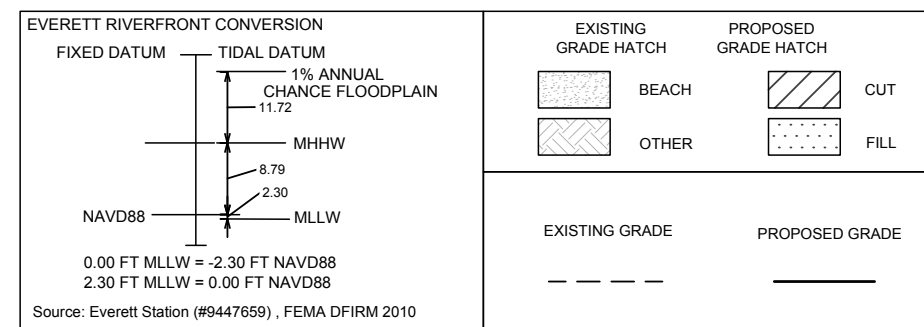 EVERETT RIVERFRONT CONVERSION
FIXED DATUM
TIDAL DATUM
1% ANNUAL
CHANCE FLOODPLAIN
11.72
MHHW
8.79
2.30
NAVD88
MLLW
0.00 FT MLLW = -2.30 FT NAVD88
2.30 FT MLLW = 0.00 FT NAVD88
Source: Everett Station (#9447659) , FEMA DFIRM 2010
EXISTING
GRADE HATCH
PROPOSED
GRADE HATCH
BEACH
CUT
OTHER
FILL
EXISTING GRADE
PROPOSED GRADE